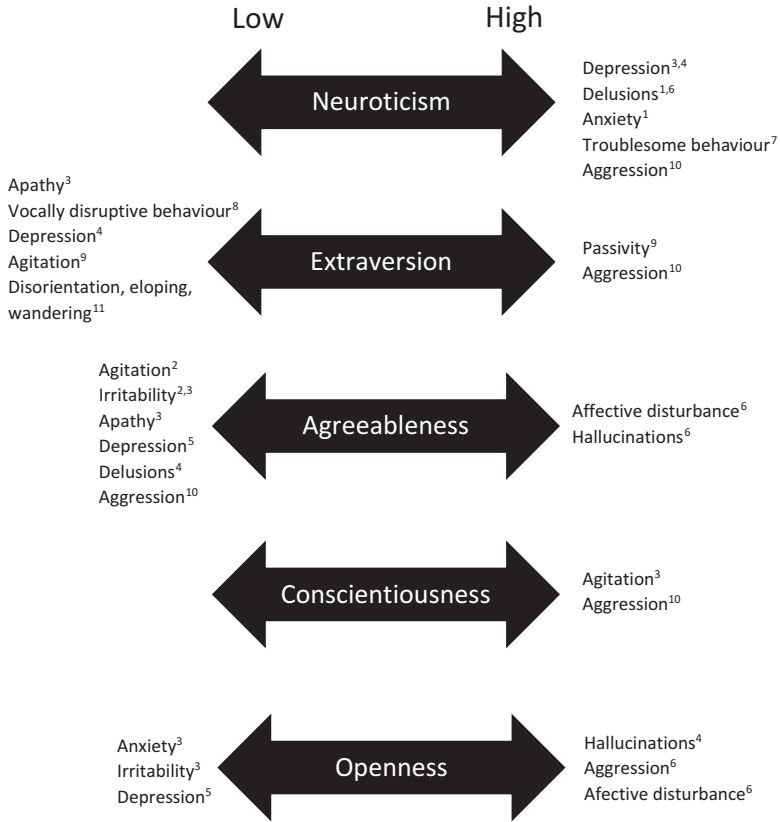 Low High
Neuroticism
Depression3,4
Delusions1,6
Anxiety1
Troublesome behaviour7
Aggression10
Apathy3
Vocally disruptive behaviour8
Depression4
Agitation9
Disorientation, eloping,
wandering11
Extraversion
Passivity9
Aggression10
Agitation2
Irritability2,3
Apathy3
Depression5
Delusions4
Aggression10
Agreeableness
Affective disturbance6
Hallucinations6
Conscientiousness
Agitation3
Aggression10
Anxiety3
Irritability3
Depression5
Openness
Hallucinations4
Aggression6
Afective disturbance6